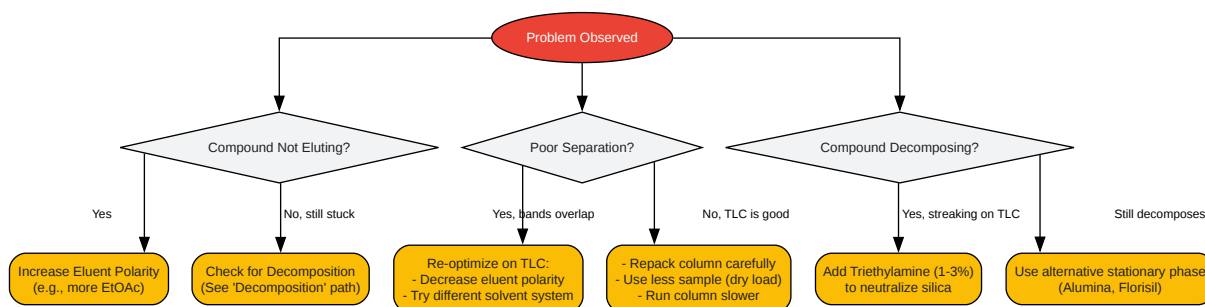 Problem Observed
Compound Not Eluting?
Poor Separation?
Compound Decomposing?
Yes
No, still stuck
Yes, bands overlap
No, TLC is good
Yes, streaking on TLC
Still decomposes
Increase Eluent Polarity
(e.g., more EtOAc)
Check for Decomposition
(See 'Decomposition' path)
Re-optimize on TLC:
- Decrease eluent polarity
- Try different solvent system
- Repack column carefully
- Use less sample (dry load)
- Run column slower
Add Triethylamine (1-3%)
to neutralize silica
Use alternative stationary phase
(Alumina, Florisil)